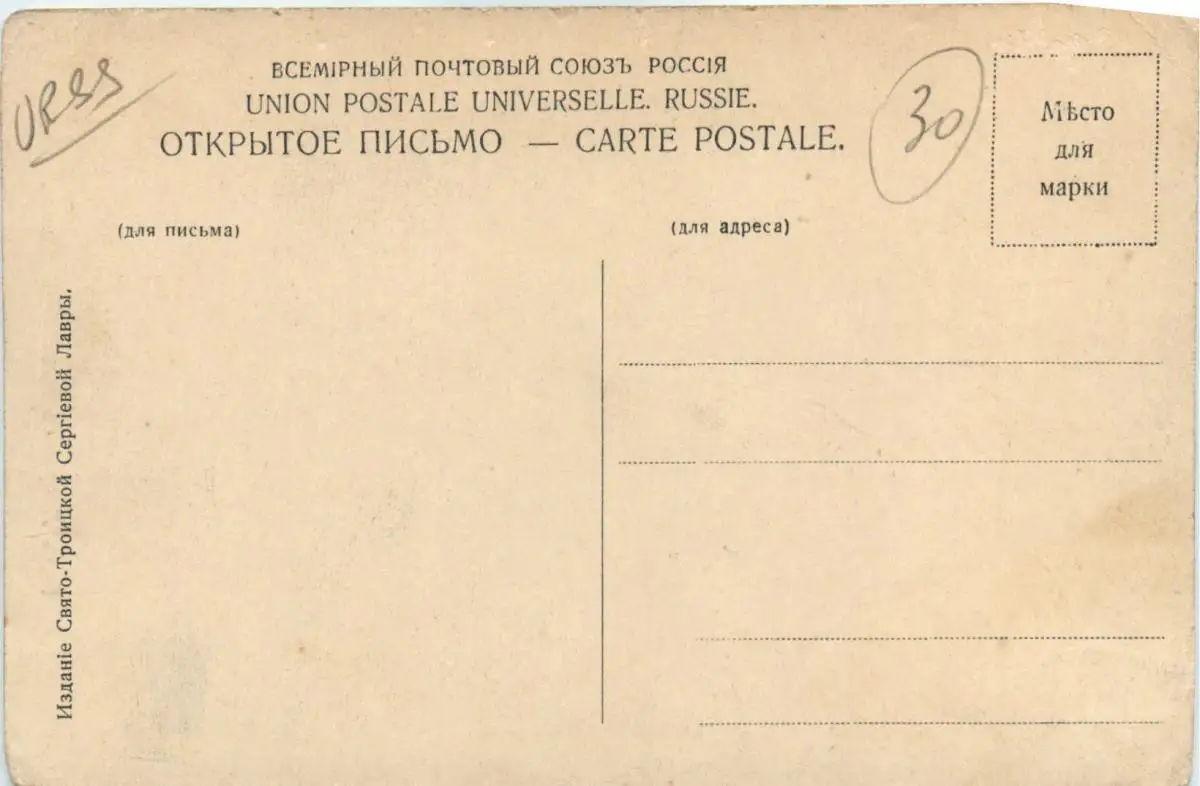 URSS
ВСЕМІРНЫЙ ПОЧТОВЫЙ СОЮЗЪ РОССІЯ
UNION POSTALE UNIVERSELLE. RUSSIE.
ОТКРЫТОЕ ПИСЬМО — CARTE POSTALE.
30
Мѣсто
для
марки
(для письма)
(для адреса)
Изданіе Свято-Троицкой Сергіевой Лавры.